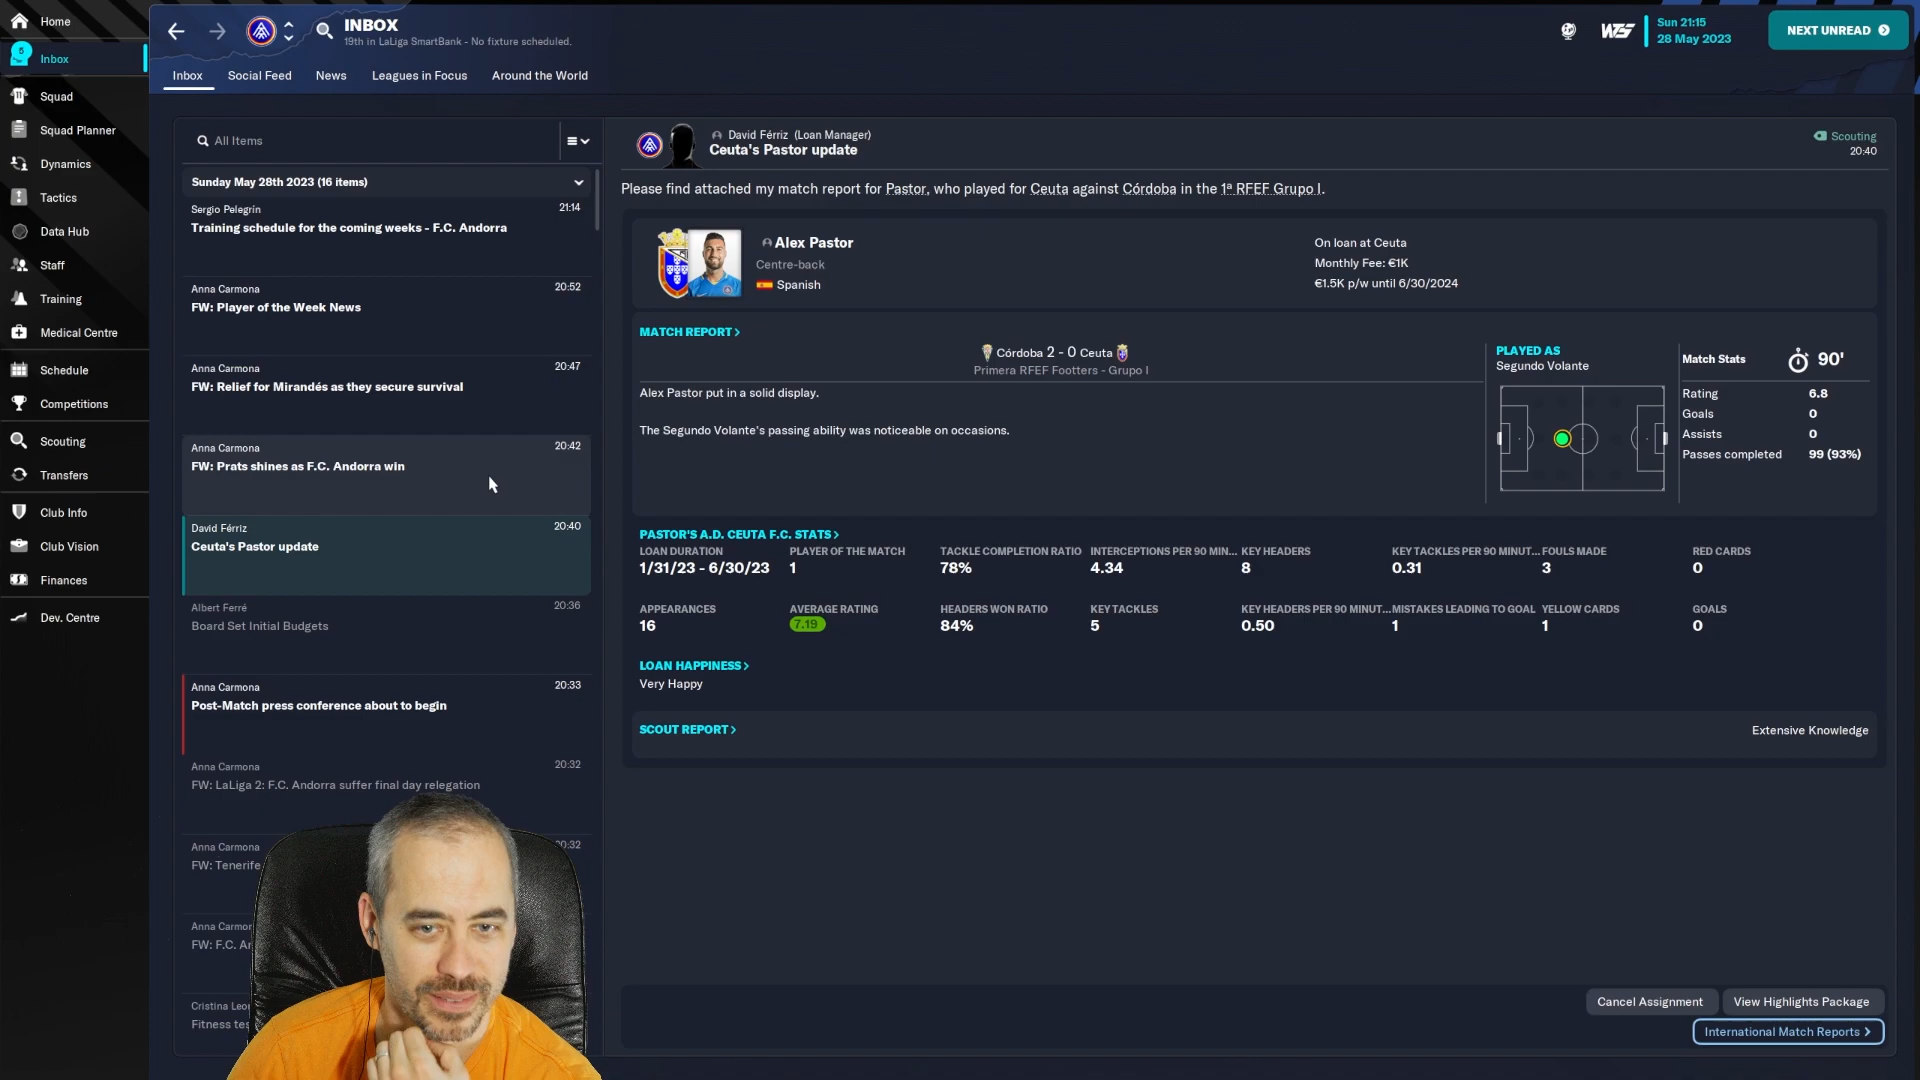 Home
5
Inbox
Squad
Squad Planner
Dynamics
Tactics
Data Hub
Staff
Training
Medical Centre
Schedule
Competitions
Scouting
Transfers
Club Info
Club Vision
Finances
Dev. Centre
INBOX
19th in LaLiga SmartBank - No fixture scheduled.
Sun 21:15
28 May 2023
NEXT UNREAD
Inbox
Social Feed
News
Leagues in Focus
Around the World
All Items
Sunday May 28th 2023 (16 items)
Sergio Pelegrín 21:14
Training schedule for the coming weeks - F.C. Andorra
Anna Carmona 20:52
FW: Player of the Week News
Anna Carmona 20:47
FW: Relief for Mirandés as they secure survival
Anna Carmona 20:42
FW: Prats shines as F.C. Andorra win
David Férriz 20:40
Ceuta's Pastor update
Albert Ferré 20:36
Board Set Initial Budgets
Anna Carmona 20:33
Post-Match press conference about to begin
Anna Carmona 20:32
FW: LaLiga 2: F.C. Andorra suffer final day relegation
Anna Carmona 20:32
FW: Tenerife
Anna
FW: F.C.
Cristina
Fitness
David Férriz (Loan Manager)
Ceuta's Pastor update
Scouting
20:40
Please find attached my match report for Pastor, who played for Ceuta against Córdoba in the 1ª RFEF Grupo I.
Alex Pastor
Centre-back
Spanish
On loan at Ceuta
Monthly Fee: €1K
€1.5K p/w until 6/30/2024
MATCH REPORT >
Córdoba 2 - 0 Ceuta
Primera RFEF Footters - Grupo I
Alex Pastor put in a solid display.
The Segundo Volante's passing ability was noticeable on occasions.
PLAYED AS
Segundo Volante
Match Stats 90'
Rating 6.8
Goals 0
Assists 0
Passes completed 99 (93%)
PASTOR'S A.D. CEUTA F.C. STATS >
LOAN DURATION PLAYER OF THE MATCH TACKLE COMPLETION RATIO INTERCEPTIONS PER 90 MIN... KEY HEADERS KEY TACKLES PER 90 MINUT... FOULS MADE RED CARDS
1/31/23 - 6/30/23 1 78% 4.34 8 0.31 3 0
APPEARANCES AVERAGE RATING HEADERS WON RATIO KEY TACKLES KEY HEADERS PER 90 MINUT... MISTAKES LEADING TO GOAL YELLOW CARDS GOALS
16 7.19 84% 5 0.50 1 1 0
LOAN HAPPINESS >
Very Happy
SCOUT REPORT >
Extensive Knowledge
Cancel Assignment
View Highlights Package
International Match Reports >